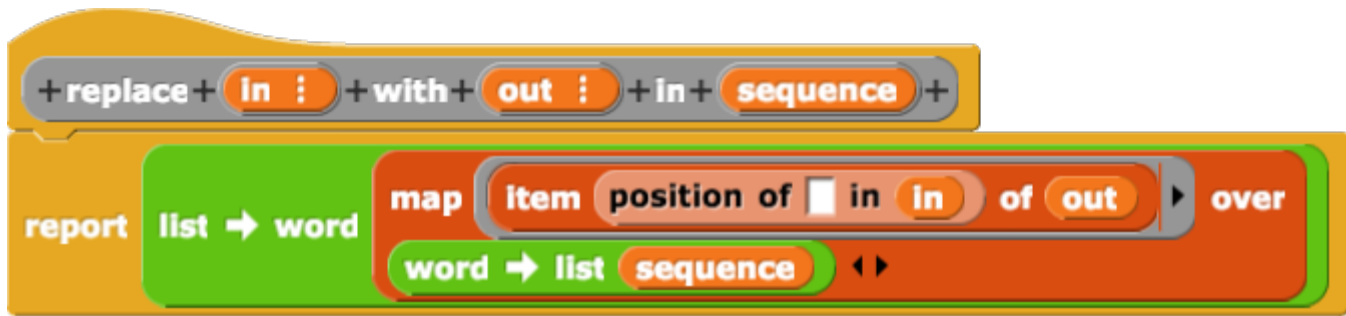 +replace+ in ⋮ +with+ out ⋮ +in+ sequence +
report list ➔ word map item position of in in of out over
word ➔ list sequence